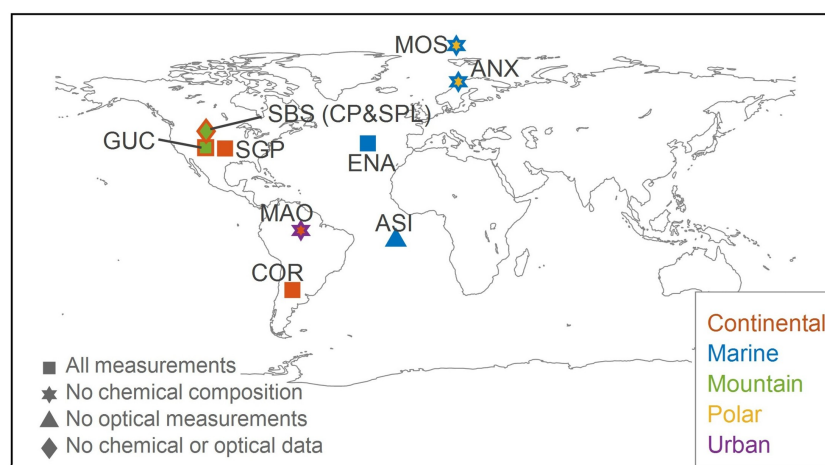 MOS
ANX
SBS (CP&SPL)
GUC
SGP
ENA
MAO
ASI
COR
All measurements
No chemical composition
No optical measurements
No chemical or optical data
Continental
Marine
Mountain
Polar
Urban